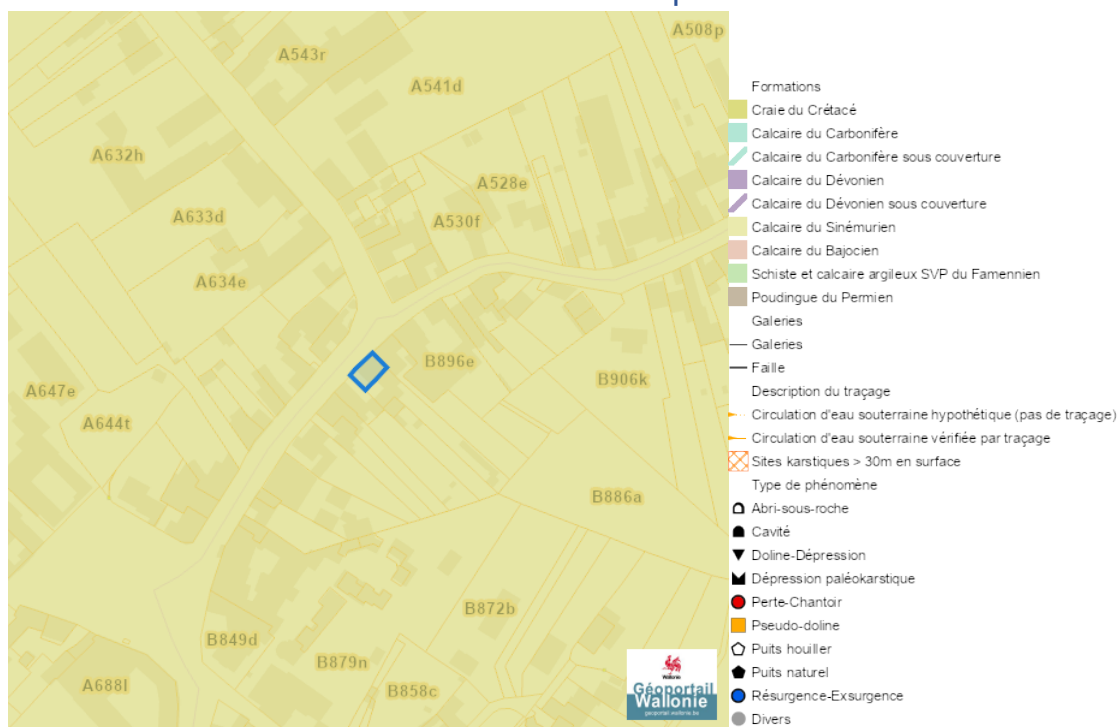 A508p
A543r
A541d
A632h
A528e
A633d
A530f
A634e
B896e
B906k
A647e
A644t
B886a
B872b
B849d
B879n
B858c
A688l
Wallonie
Géoportail
Wallonie
geoportail.wallonie.be
Formations
Craie du Crétacé
Calcaire du Carbonifère
Calcaire du Carbonifère sous couverture
Calcaire du Dévonien
Calcaire du Dévonien sous couverture
Calcaire du Sinémurien
Calcaire du Bajocien
Schiste et calcaire argileux SVP du Famennien
Poudingue du Permien
Galeries
Galeries
Faille
Description du traçage
Circulation d'eau souterraine hypothétique (pas de traçage)
Circulation d'eau souterraine vérifiée par traçage
Sites karstiques > 30m en surface
Type de phénomène
Abri-sous-roche
Cavité
Doline-Dépression
Dépression paléokarstique
Perte-Chantoir
Pseudo-doline
Puits houiller
Puits naturel
Résurgence-Exsurgence
Divers